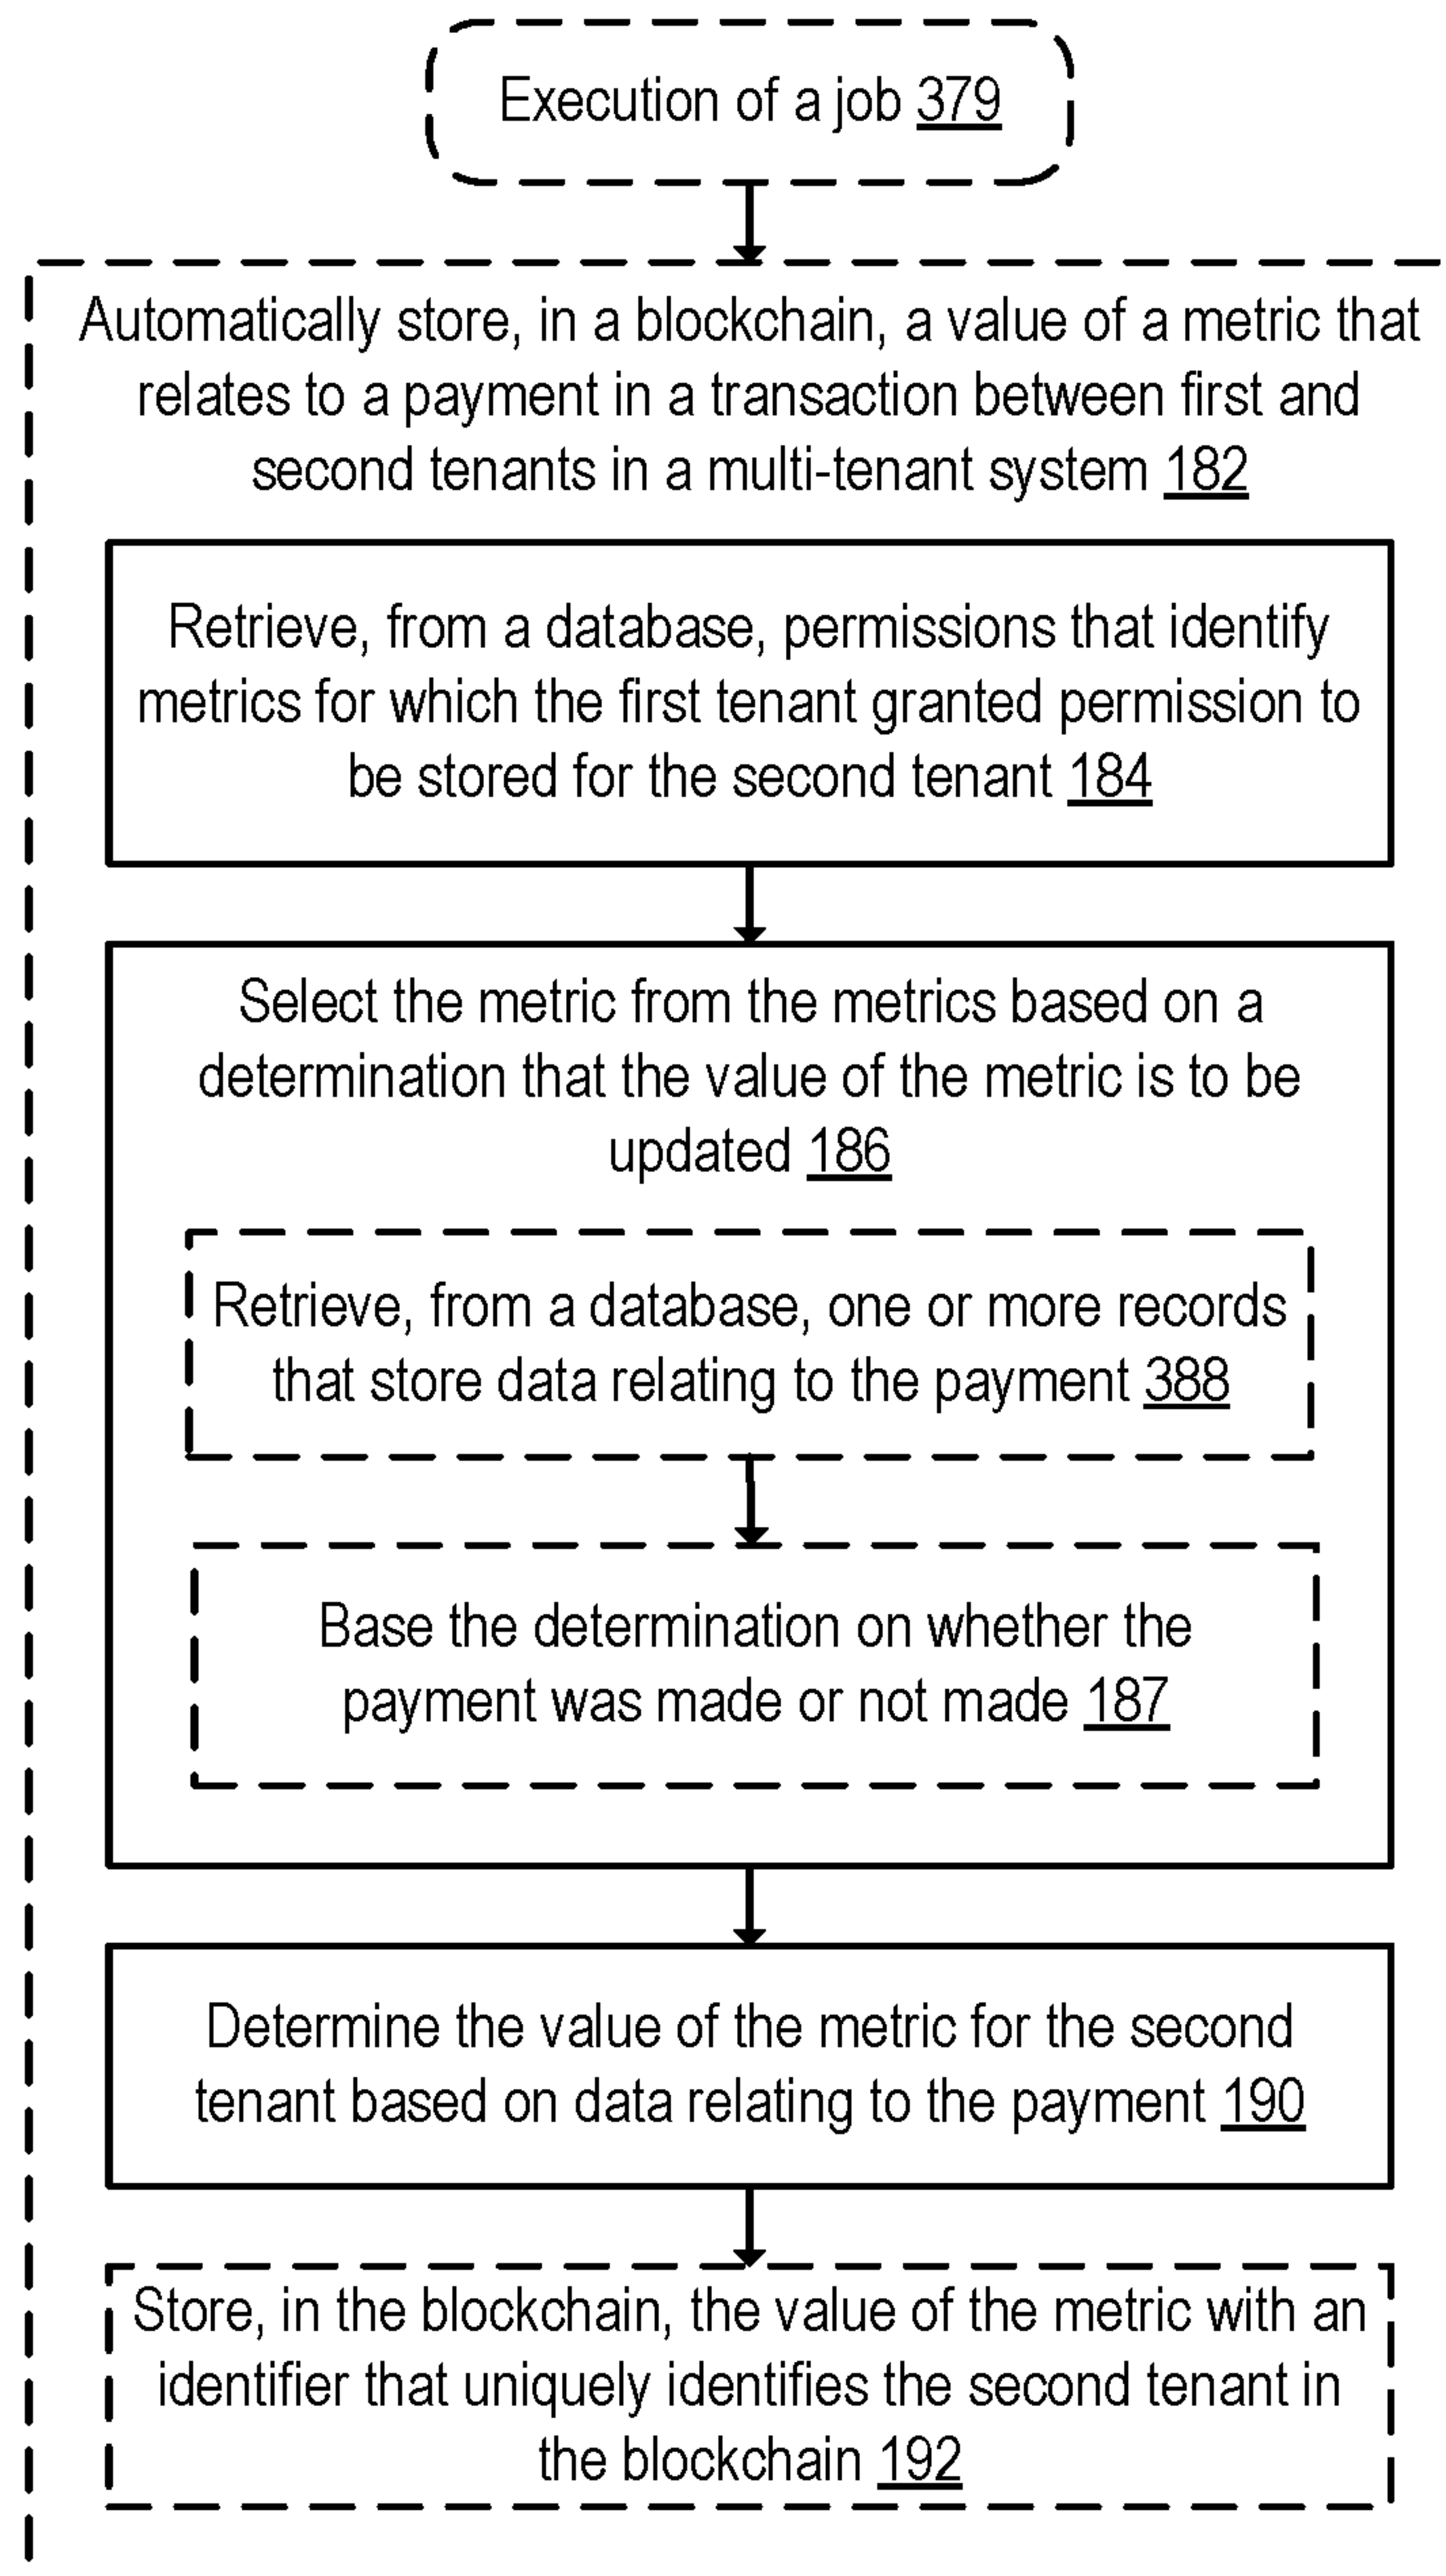 Execution of a job 379
Automatically store, in a blockchain, a value of a metric that
relates to a payment in a transaction between first and
second tenants in a multi-tenant system 182
Retrieve, from a database, permissions that identify
metrics for which the first tenant granted permission to
be stored for the second tenant 184
Select the metric from the metrics based on a
determination that the value of the metric is to be
updated 186
Retrieve, from a database, one or more records
that store data relating to the payment 388
Base the determination on whether the
payment was made or not made 187
Determine the value of the metric for the second
tenant based on data relating to the payment 190
Store, in the blockchain, the value of the metric with an
identifier that uniquely identifies the second tenant in
the blockchain 192